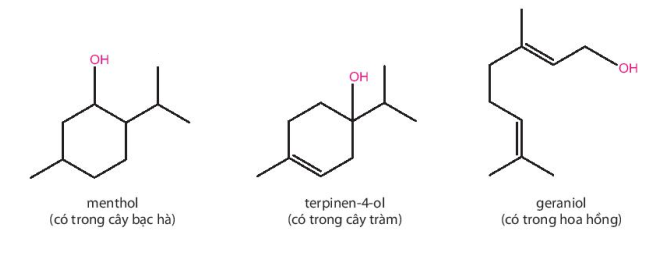 OH
OH
OH
menthol
(có trong cây bạc hà)
terpinen-4-ol
(có trong cây tràm)
geraniol
(có trong hoa hồng)